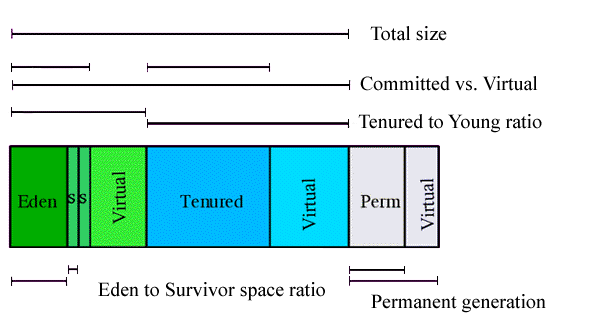 Total size
Committed vs. Virtual
Tenured to Young ratio
Eden
S
S
Virtual
Tenured
Virtual
Perm
Virtual
Eden to Survivor space ratio
Permanent generation